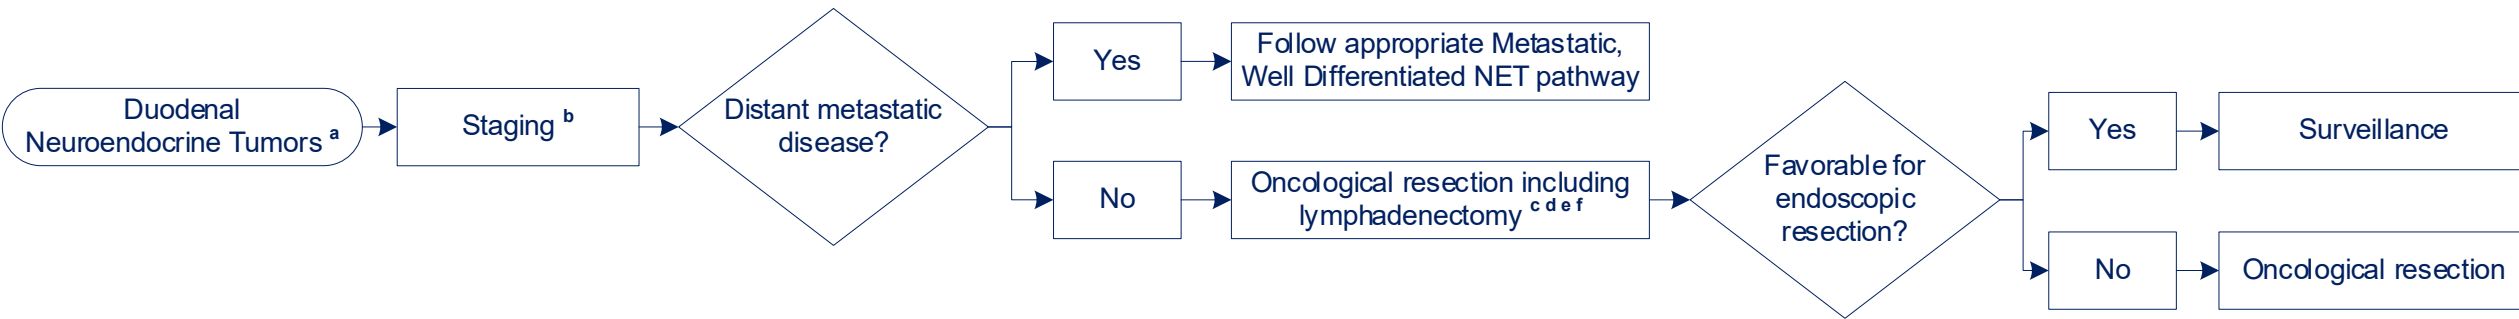 Duodenal
Neuroendocrine Tumors a
Staging b
Distant metastatic
disease?
Yes
Follow appropriate Metastatic,
Well Differentiated NET pathway
No
Oncological resection including
lymphadenectomy c d e f
Favorable for
endoscopic
resection?
Yes
Surveillance
No
Oncological resection